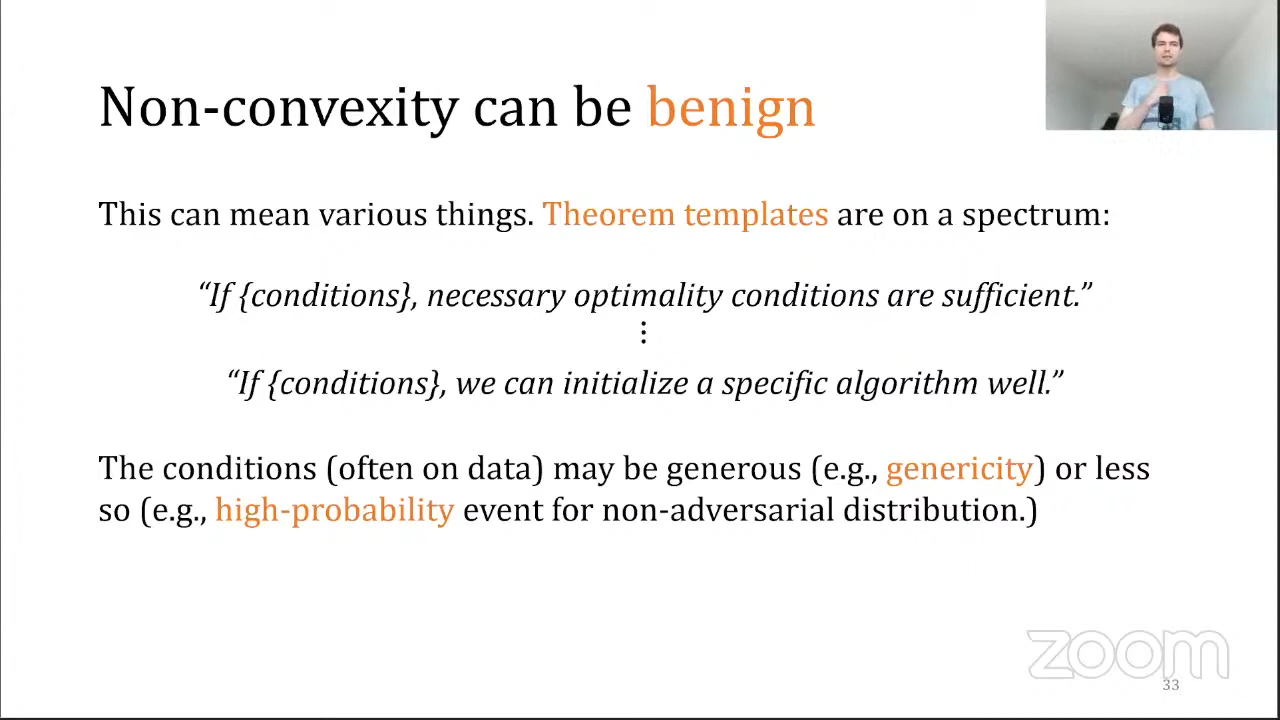 Non-convexity can be benign
This can mean various things. Theorem templates are on a spectrum:
“If {conditions}, necessary optimality conditions are sufficient.”
⋮
“If {conditions}, we can initialize a specific algorithm well.”
The conditions (often on data) may be generous (e.g., genericity) or less
so (e.g., high-probability event for non-adversarial distribution.)
zoom
33